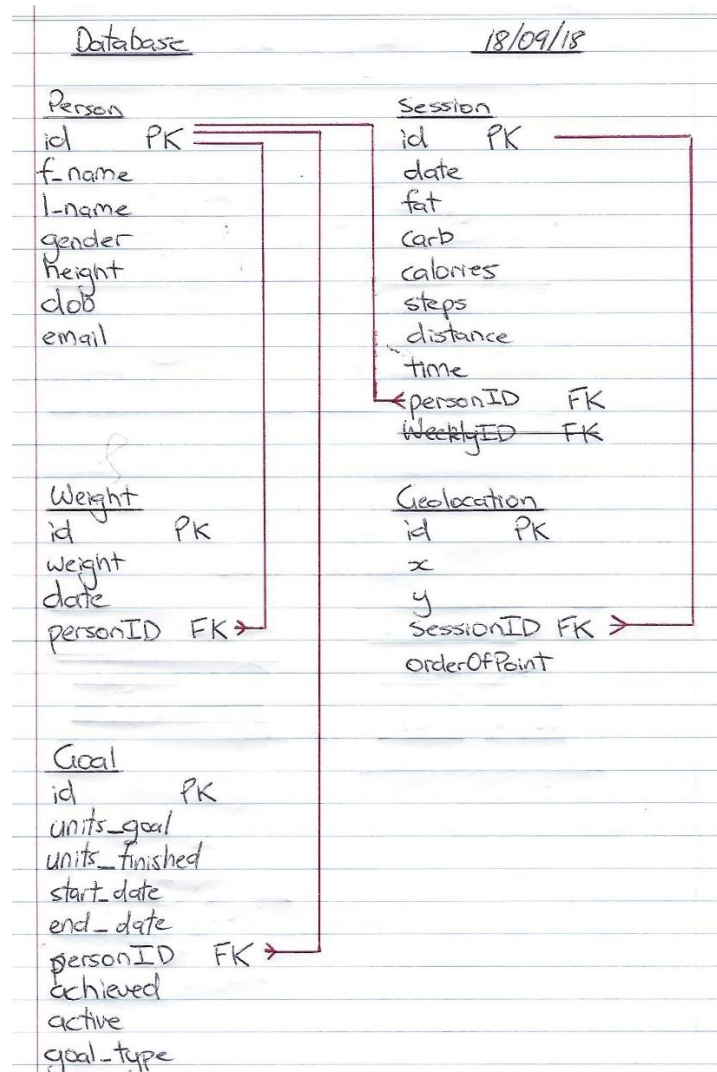 Database 18/09/18
Person
id PK
f_name
l_name
gender
height
dob
email
Session
id PK
date
fat
carb
calories
steps
distance
time
personID FK
WeeklyID FK
Weight
id PK
weight
date
personID FK
Geolocation
id PK
x
y
SessionID FK
orderOfPoint
Goal
id PK
units_goal
units_finished
start_date
end_date
personID FK
achieved
active
goal_type